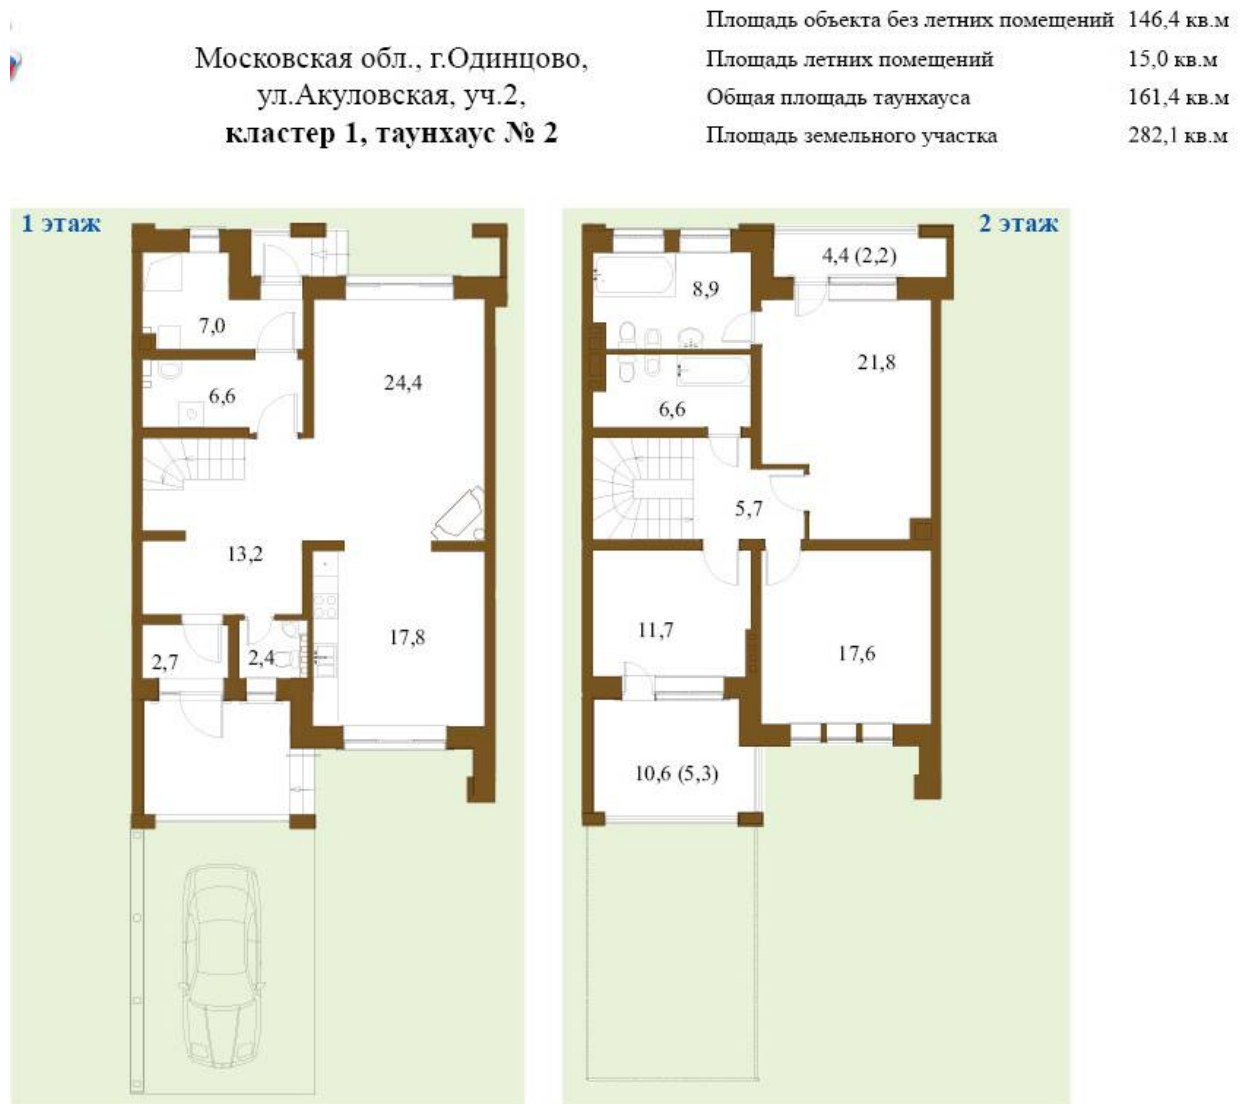 Московская обл., г.Одинцово,
ул.Акуловская, уч.2,
кластер 1, таунхаус № 2
Площадь объекта без летних помещений 146,4 кв.м
Площадь летних помещений 15,0 кв.м
Общая площадь таунхауса 161,4 кв.м
Площадь земельного участка 282,1 кв.м
1 этаж
7,0
6,6
24,4
13,2
17,8
2,7
2,4
2 этаж
4,4 (2,2)
8,9
21,8
6,6
5,7
11,7
17,6
10,6 (5,3)